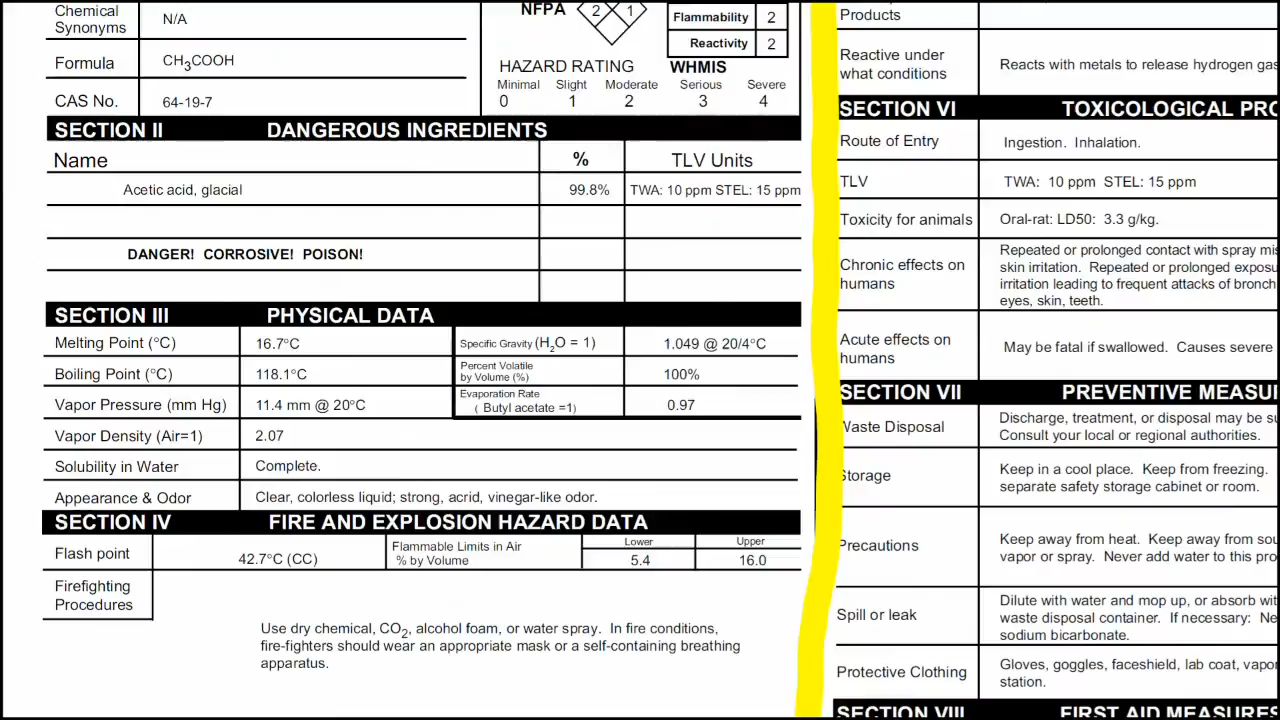 Chemical
Synonyms
N/A
Formula
CH3COOH
CAS No.
64-19-7
NFPA
2
1
Flammability 2
Reactivity 2
HAZARD RATING WHMIS
Minimal Slight Moderate Serious Severe
0 1 2 3 4
SECTION II DANGEROUS INGREDIENTS
Name % TLV Units
Acetic acid, glacial 99.8% TWA: 10 ppm STEL: 15 ppm
DANGER! CORROSIVE! POISON!
SECTION III PHYSICAL DATA
Melting Point (°C) 16.7°C
Specific Gravity (H2O = 1) 1.049 @ 20/4°C
Boiling Point (°C) 118.1°C
Percent Volatile
by Volume (%)
100%
Vapor Pressure (mm Hg) 11.4 mm @ 20°C
Evaporation Rate
( Butyl acetate =1)
0.97
Vapor Density (Air=1) 2.07
Solubility in Water Complete.
Appearance & Odor Clear, colorless liquid; strong, acrid, vinegar-like odor.
SECTION IV FIRE AND EXPLOSION HAZARD DATA
Flash point 42.7°C (CC)
Flammable Limits in Air
% by Volume
Lower Upper
5.4 16.0
Firefighting
Procedures
Use dry chemical, CO2, alcohol foam, or water spray. In fire conditions,
fire-fighters should wear an appropriate mask or a self-containing breathing
apparatus.
Products
Reactive under
what conditions
Reacts with metals to release hydrogen gas
SECTION VI TOXICOLOGICAL
Route of Entry Ingestion. Inhalation.
TLV TWA: 10 ppm STEL: 15 ppm
Toxicity for animals Oral-rat: LD50: 3.3 g/kg.
Chronic effects on
humans
Repeated or prolonged contact with spray
skin irritation. Repeated or prolonged
irritation leading to frequent attacks of
eyes, skin, teeth.
Acute effects on
humans
May be fatal if swallowed. Causes severe
SECTION VII PREVENTIVE
Waste Disposal
Discharge, treatment, or disposal may be
Consult your local or regional authorities.
Storage
Keep in a cool place. Keep from freezing.
separate safety storage cabinet or room.
Precautions
Keep away from heat. Keep away from
vapor or spray. Never add water to this
Spill or leak
Dilute with water and mop up, or absorb
waste disposal container. If necessary:
sodium bicarbonate.
Protective Clothing
Gloves, goggles, faceshield, lab coat,
station.
SECTION VIII FIRST AID MEASURES